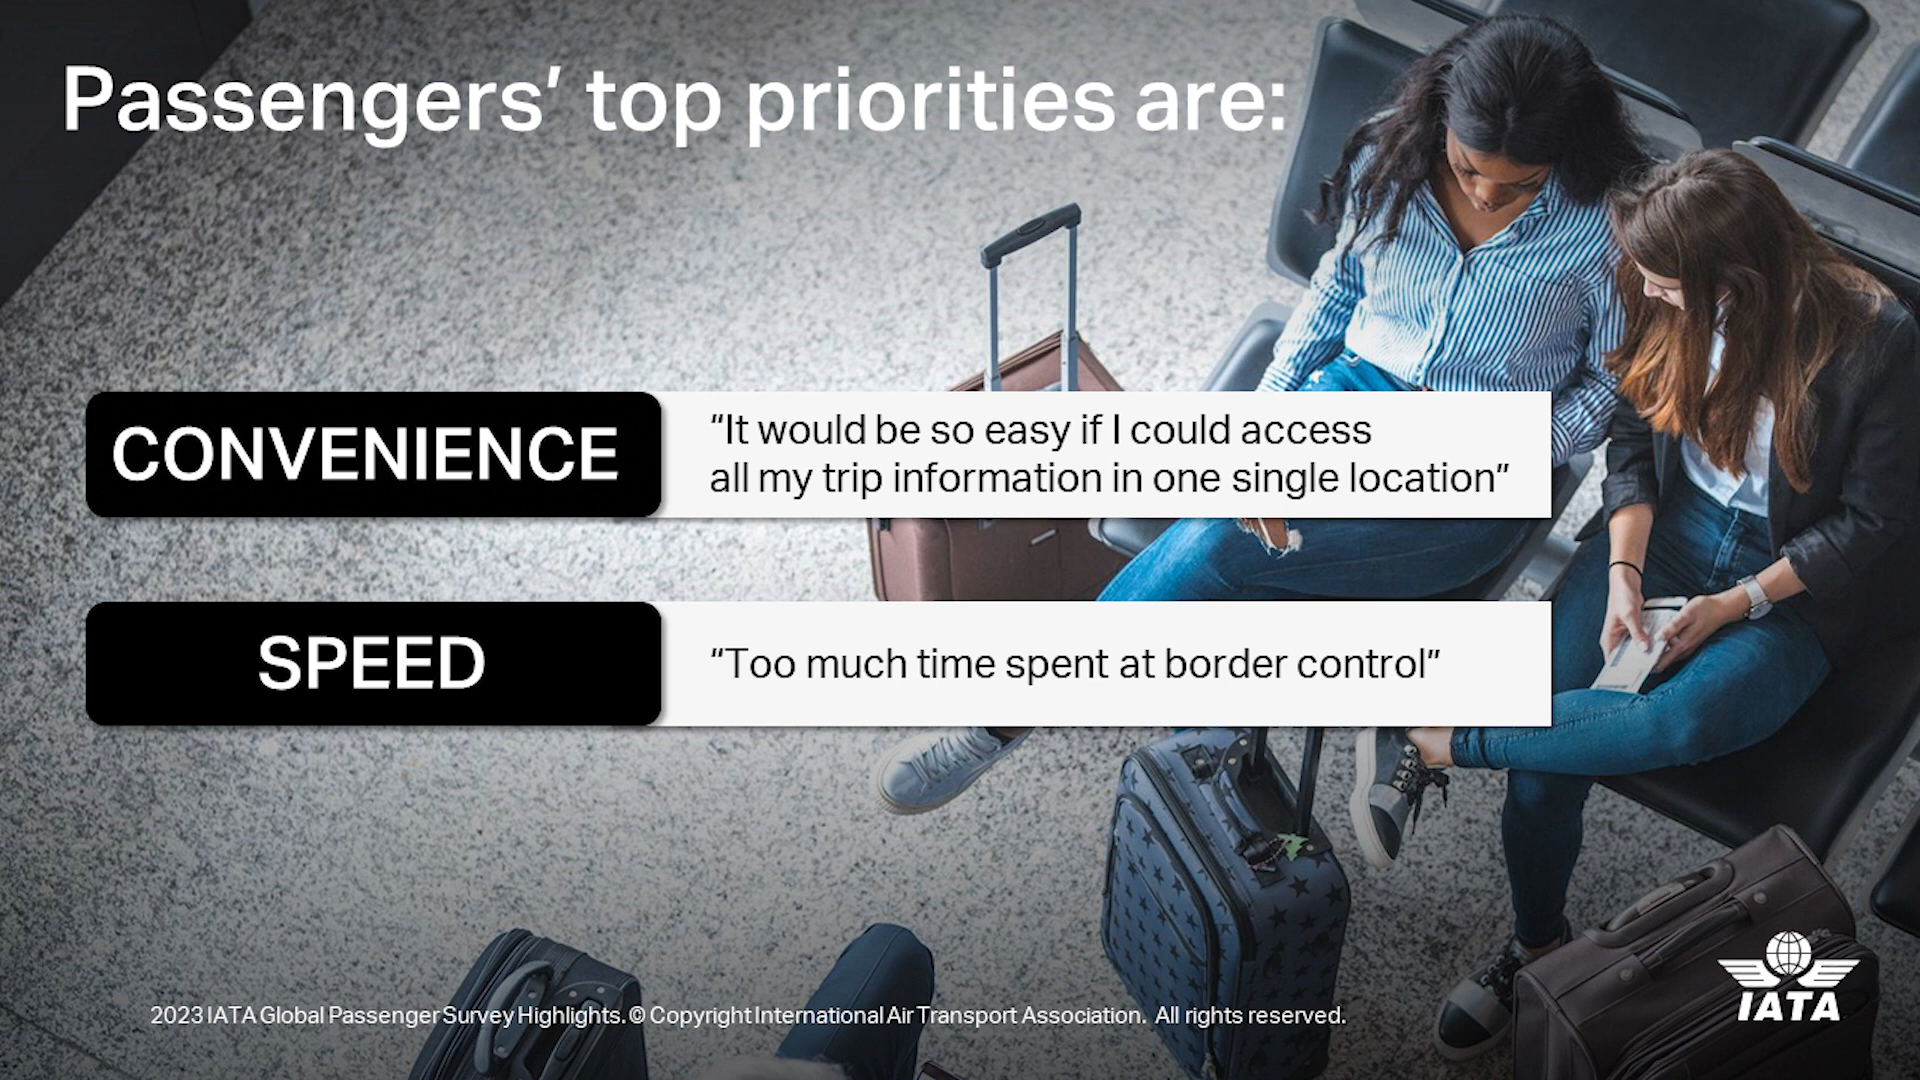 Passengers’ top priorities are:
CONVENIENCE
“It would be so easy if I could access
all my trip information in one single location”
SPEED
“Too much time spent at border control”
2023 IATA Global Passenger Survey Highlights. © Copyright International Air Transport Association. All rights reserved.
IATA